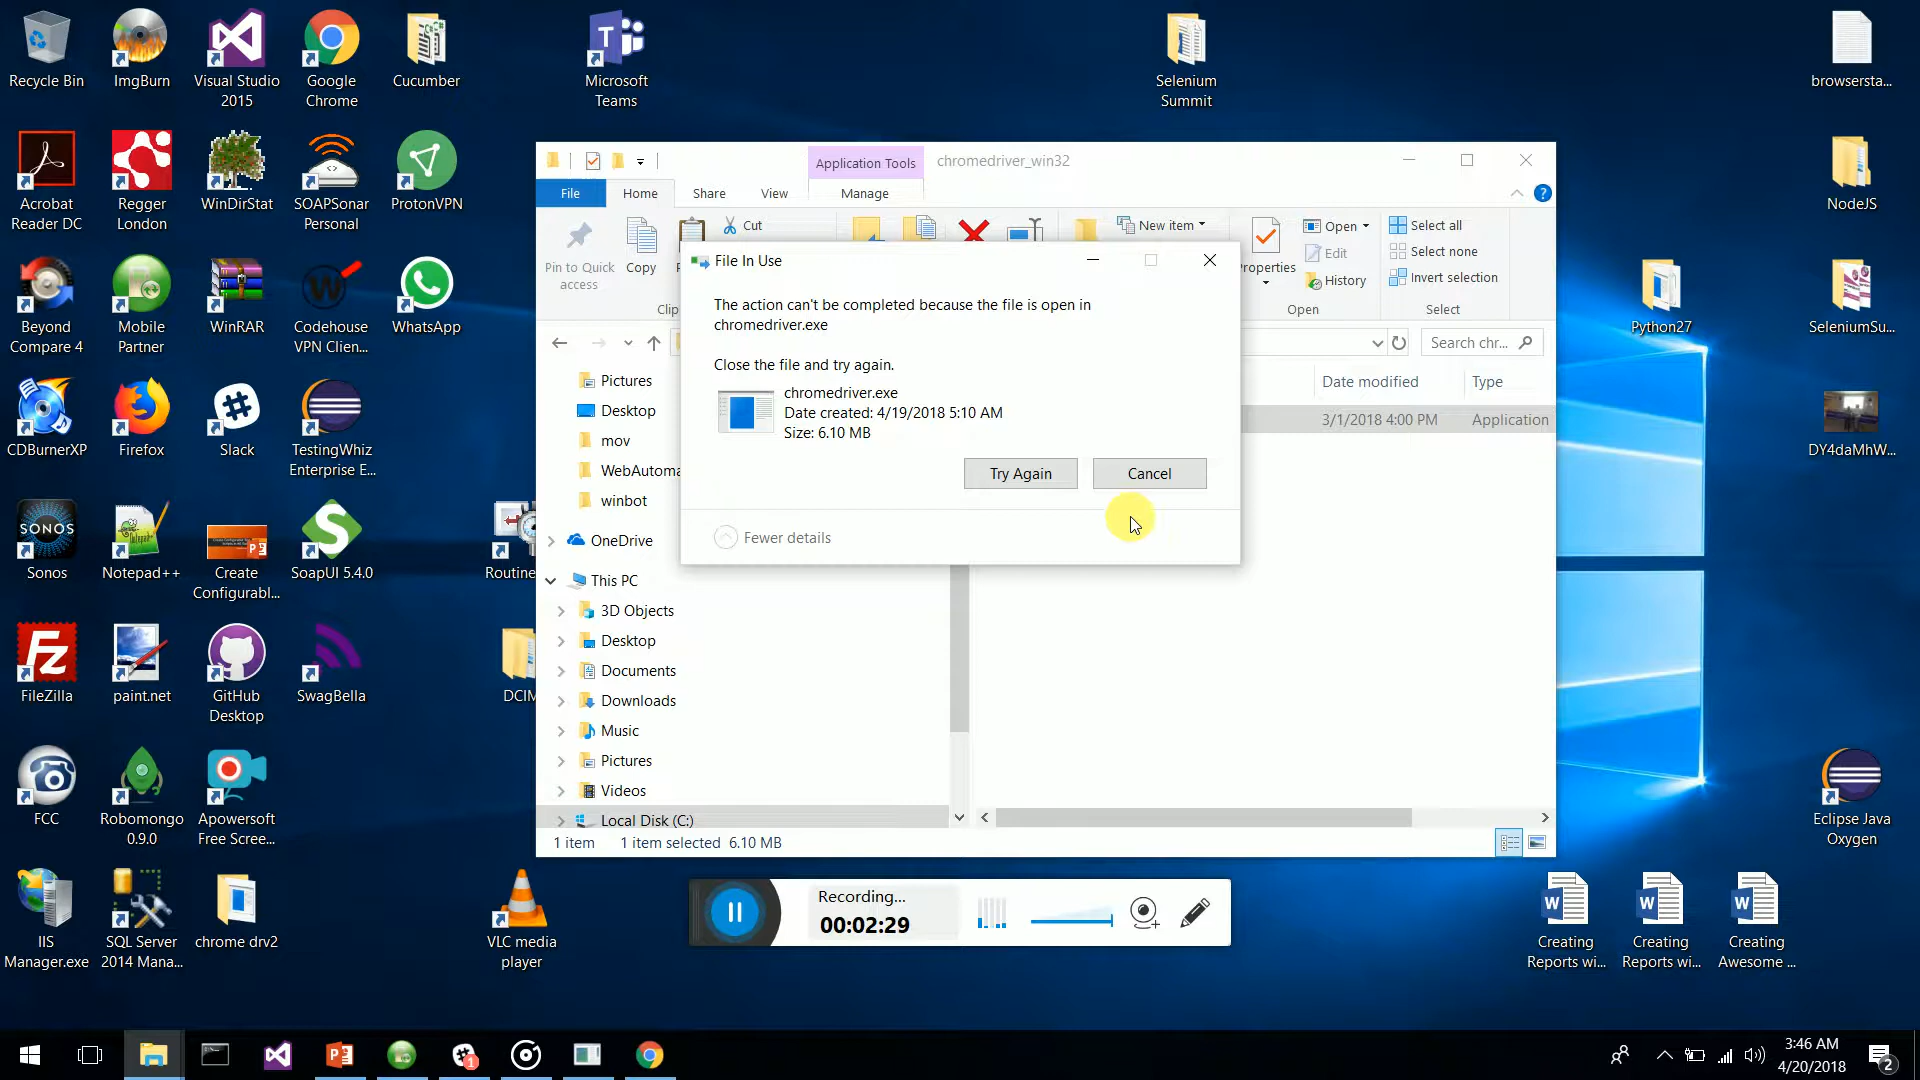 Recycle Bin
ImgBurn
Visual Studio
2015
Google
Chrome
Cucumber
Microsoft
Teams
Selenium
Summit
browsersta...
Acrobat
Reader DC
Regger
London
WinDirStat
SOAPSonar
Personal
ProtonVPN
NodeJS
Beyond
Compare 4
Mobile
Partner
WinRAR
Codehouse
VPN Clien...
WhatsApp
Python27
SeleniumSu...
CDBurnerXP
Firefox
Slack
TestingWhiz
Enterprise E...
DY4daMhW...
SONOS
Sonos
Notepad++
Create
Configurabl...
SoapUI 5.4.0
Routine
FileZilla
paint.net
GitHub
Desktop
SwagBella
DCIM
FCC
Robomongo
0.9.0
Apowersoft
Free Scree...
Eclipse Java
Oxygen
IIS
Manager.exe
SQL Server
2014 Mana...
chrome drv2
VLC media
player
Creating
Reports wi...
Creating
Reports wi...
Creating
Awesome ...
Application Tools
chromedriver_win32
File
Home
Share
View
Manage
Pin to Quick
access
Copy
Cut
Clip
New item
Properties
Open
Edit
History
Open
Select all
Select none
Invert selection
Select
Search chr...
Date modified
Type
3/1/2018 4:00 PM
Application
Pictures
Desktop
mov
WebAutoma
winbot
OneDrive
This PC
3D Objects
Desktop
Documents
Downloads
Music
Pictures
Videos
Local Disk (C:)
1 item
1 item selected 6.10 MB
File In Use
The action can't be completed because the file is open in
chromedriver.exe
Close the file and try again.
chromedriver.exe
Date created: 4/19/2018 5:10 AM
Size: 6.10 MB
Try Again
Cancel
Fewer details
Recording...
00:02:29
1
3:46 AM
4/20/2018
2